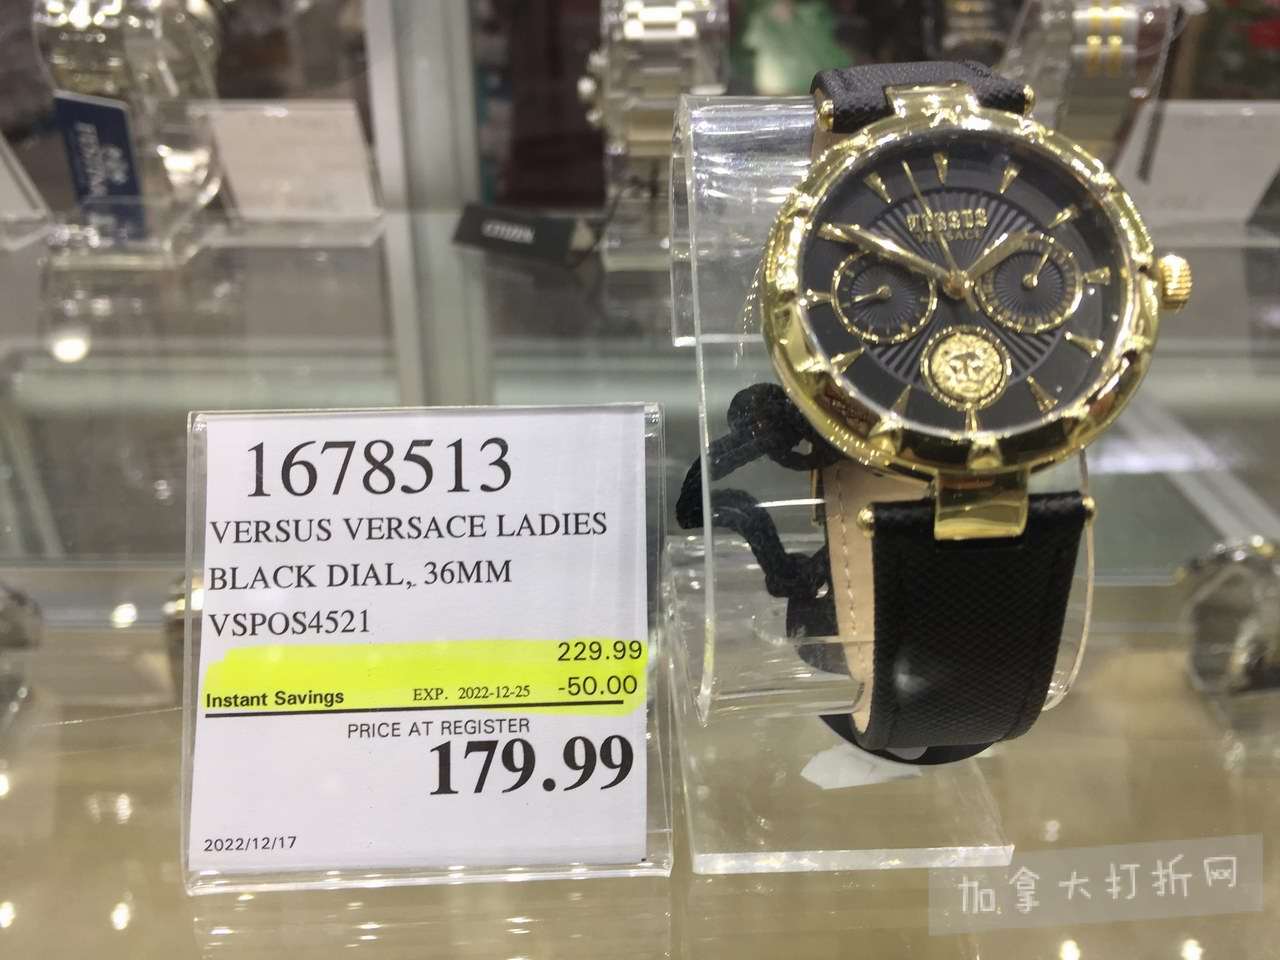 1678513
VERSUS VERSACE LADIES
BLACK DIAL, 36MM
VSPOS4521
229.99
Instant Savings EXP. 2022-12-25 -50.00
PRICE AT REGISTER
179.99
2022/12/17
VERSUS
CITIZEN
加拿大打折网